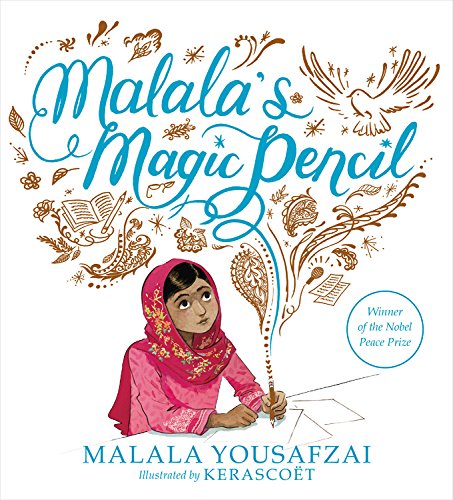 Malala's
Magic Pencil
Winner
of the Nobel
Peace Prize
MALALA YOUSAFZAI
Illustrated by KERASCOËT